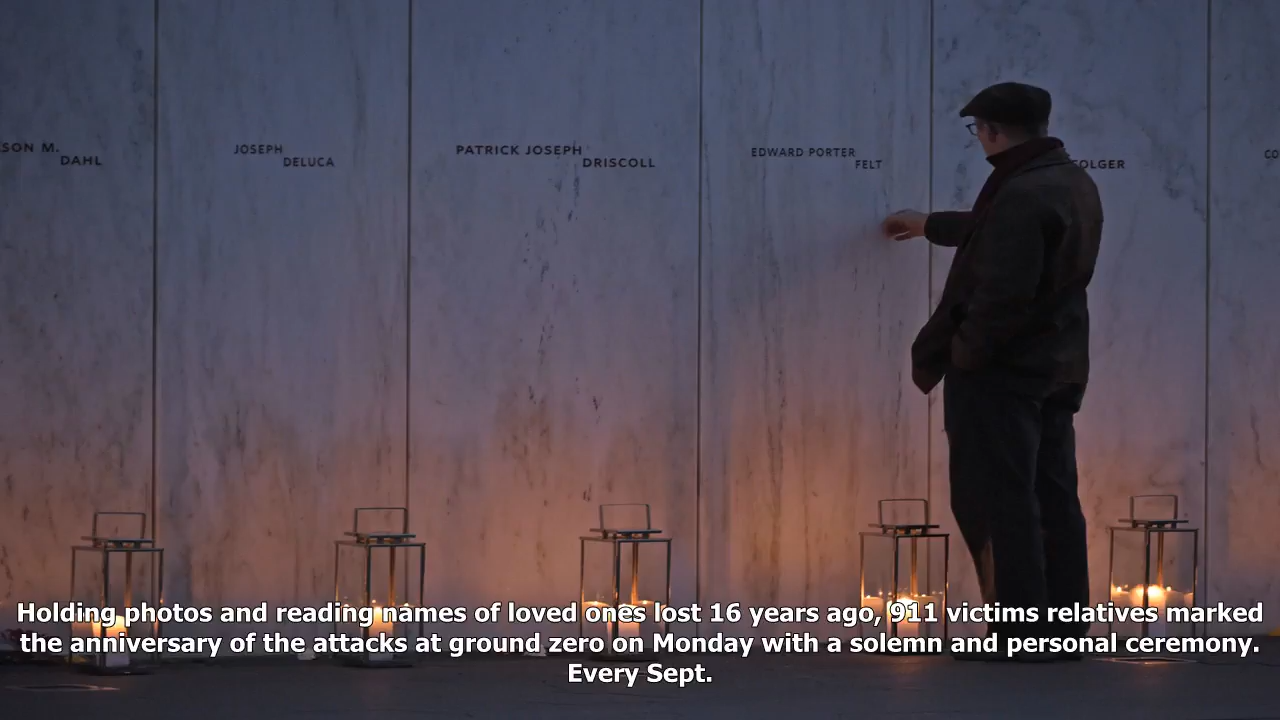 SON M.
DAHL
JOSEPH
DELUCA
PATRICK JOSEPH
DRISCOLL
EDWARD PORTER
FELT
OLGER
CO
Holding photos and reading names of loved ones lost 16 years ago, 911 victims relatives marked
the anniversary of the attacks at ground zero on Monday with a solemn and personal ceremony.
Every Sept.